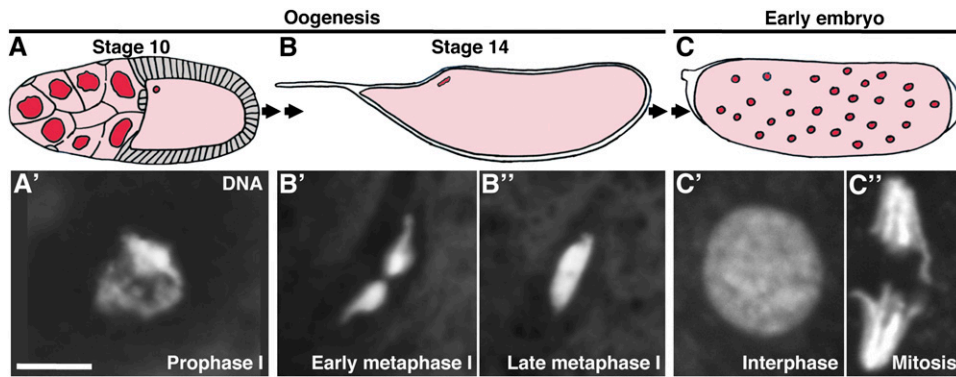 Oogenesis
Early embryo
A
Stage 10
B
Stage 14
C
A'
DNA
Prophase I
B'
Early metaphase I
B''
Late metaphase I
C'
Interphase
C''
Mitosis